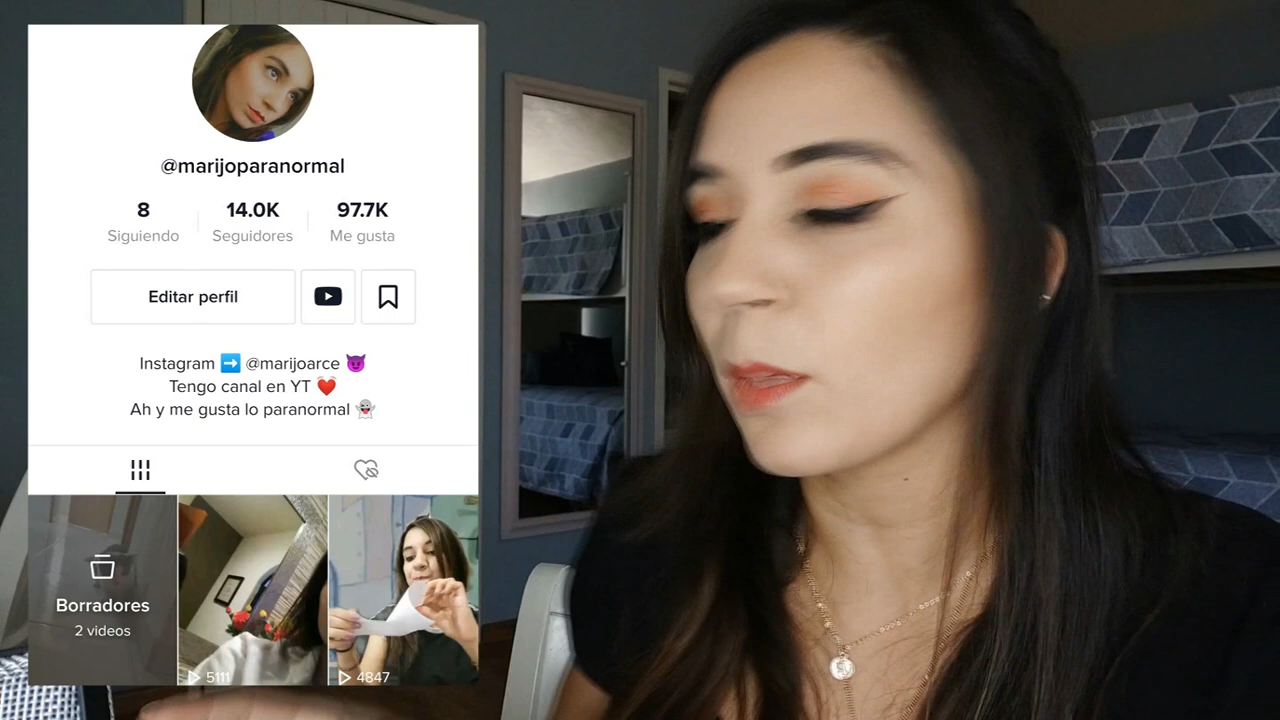 @marijoparanormal
8 14.0K 97.7K
Siguiendo Seguidores Me gusta
Editar perfil
Instagram ➡️ @marijoarce 😈
Tengo canal en YT ❤️
Ah y me gusta lo paranormal 👻
Borradores
2 videos
5111
4847